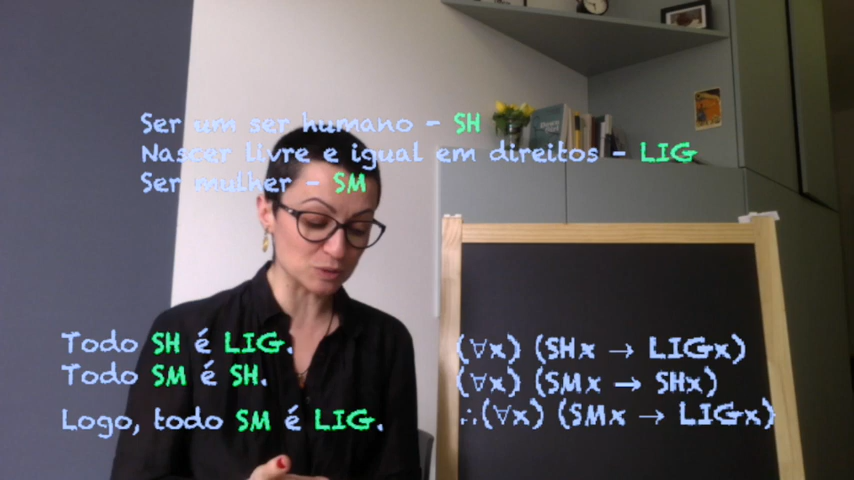 Ser um ser humano - SH
Nascer livre e igual em direitos - LIG
Ser mulher - SM
Todo SH é LIG.
Todo SM é SH.
Logo, todo SM é LIG.
(∀x) (SHx → LIGx)
(∀x) (SMx → SHx)
∴(∀x) (SMx → LIGx)